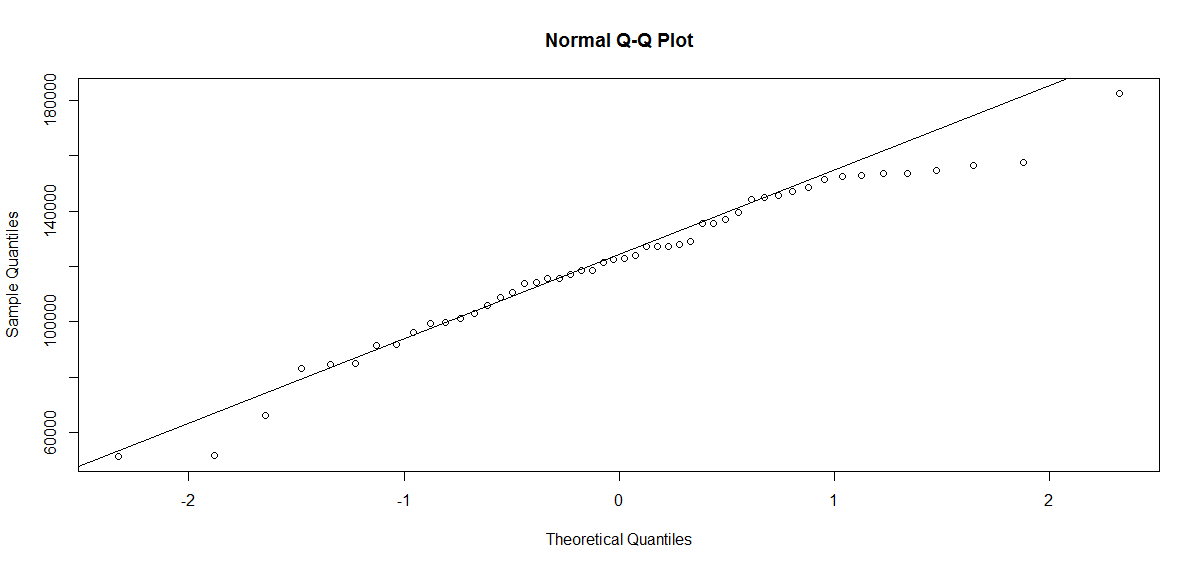 Normal Q-Q Plot
Sample Quantiles
180000
140000
100000
60000
-2 -1 0 1 2
Theoretical Quantiles